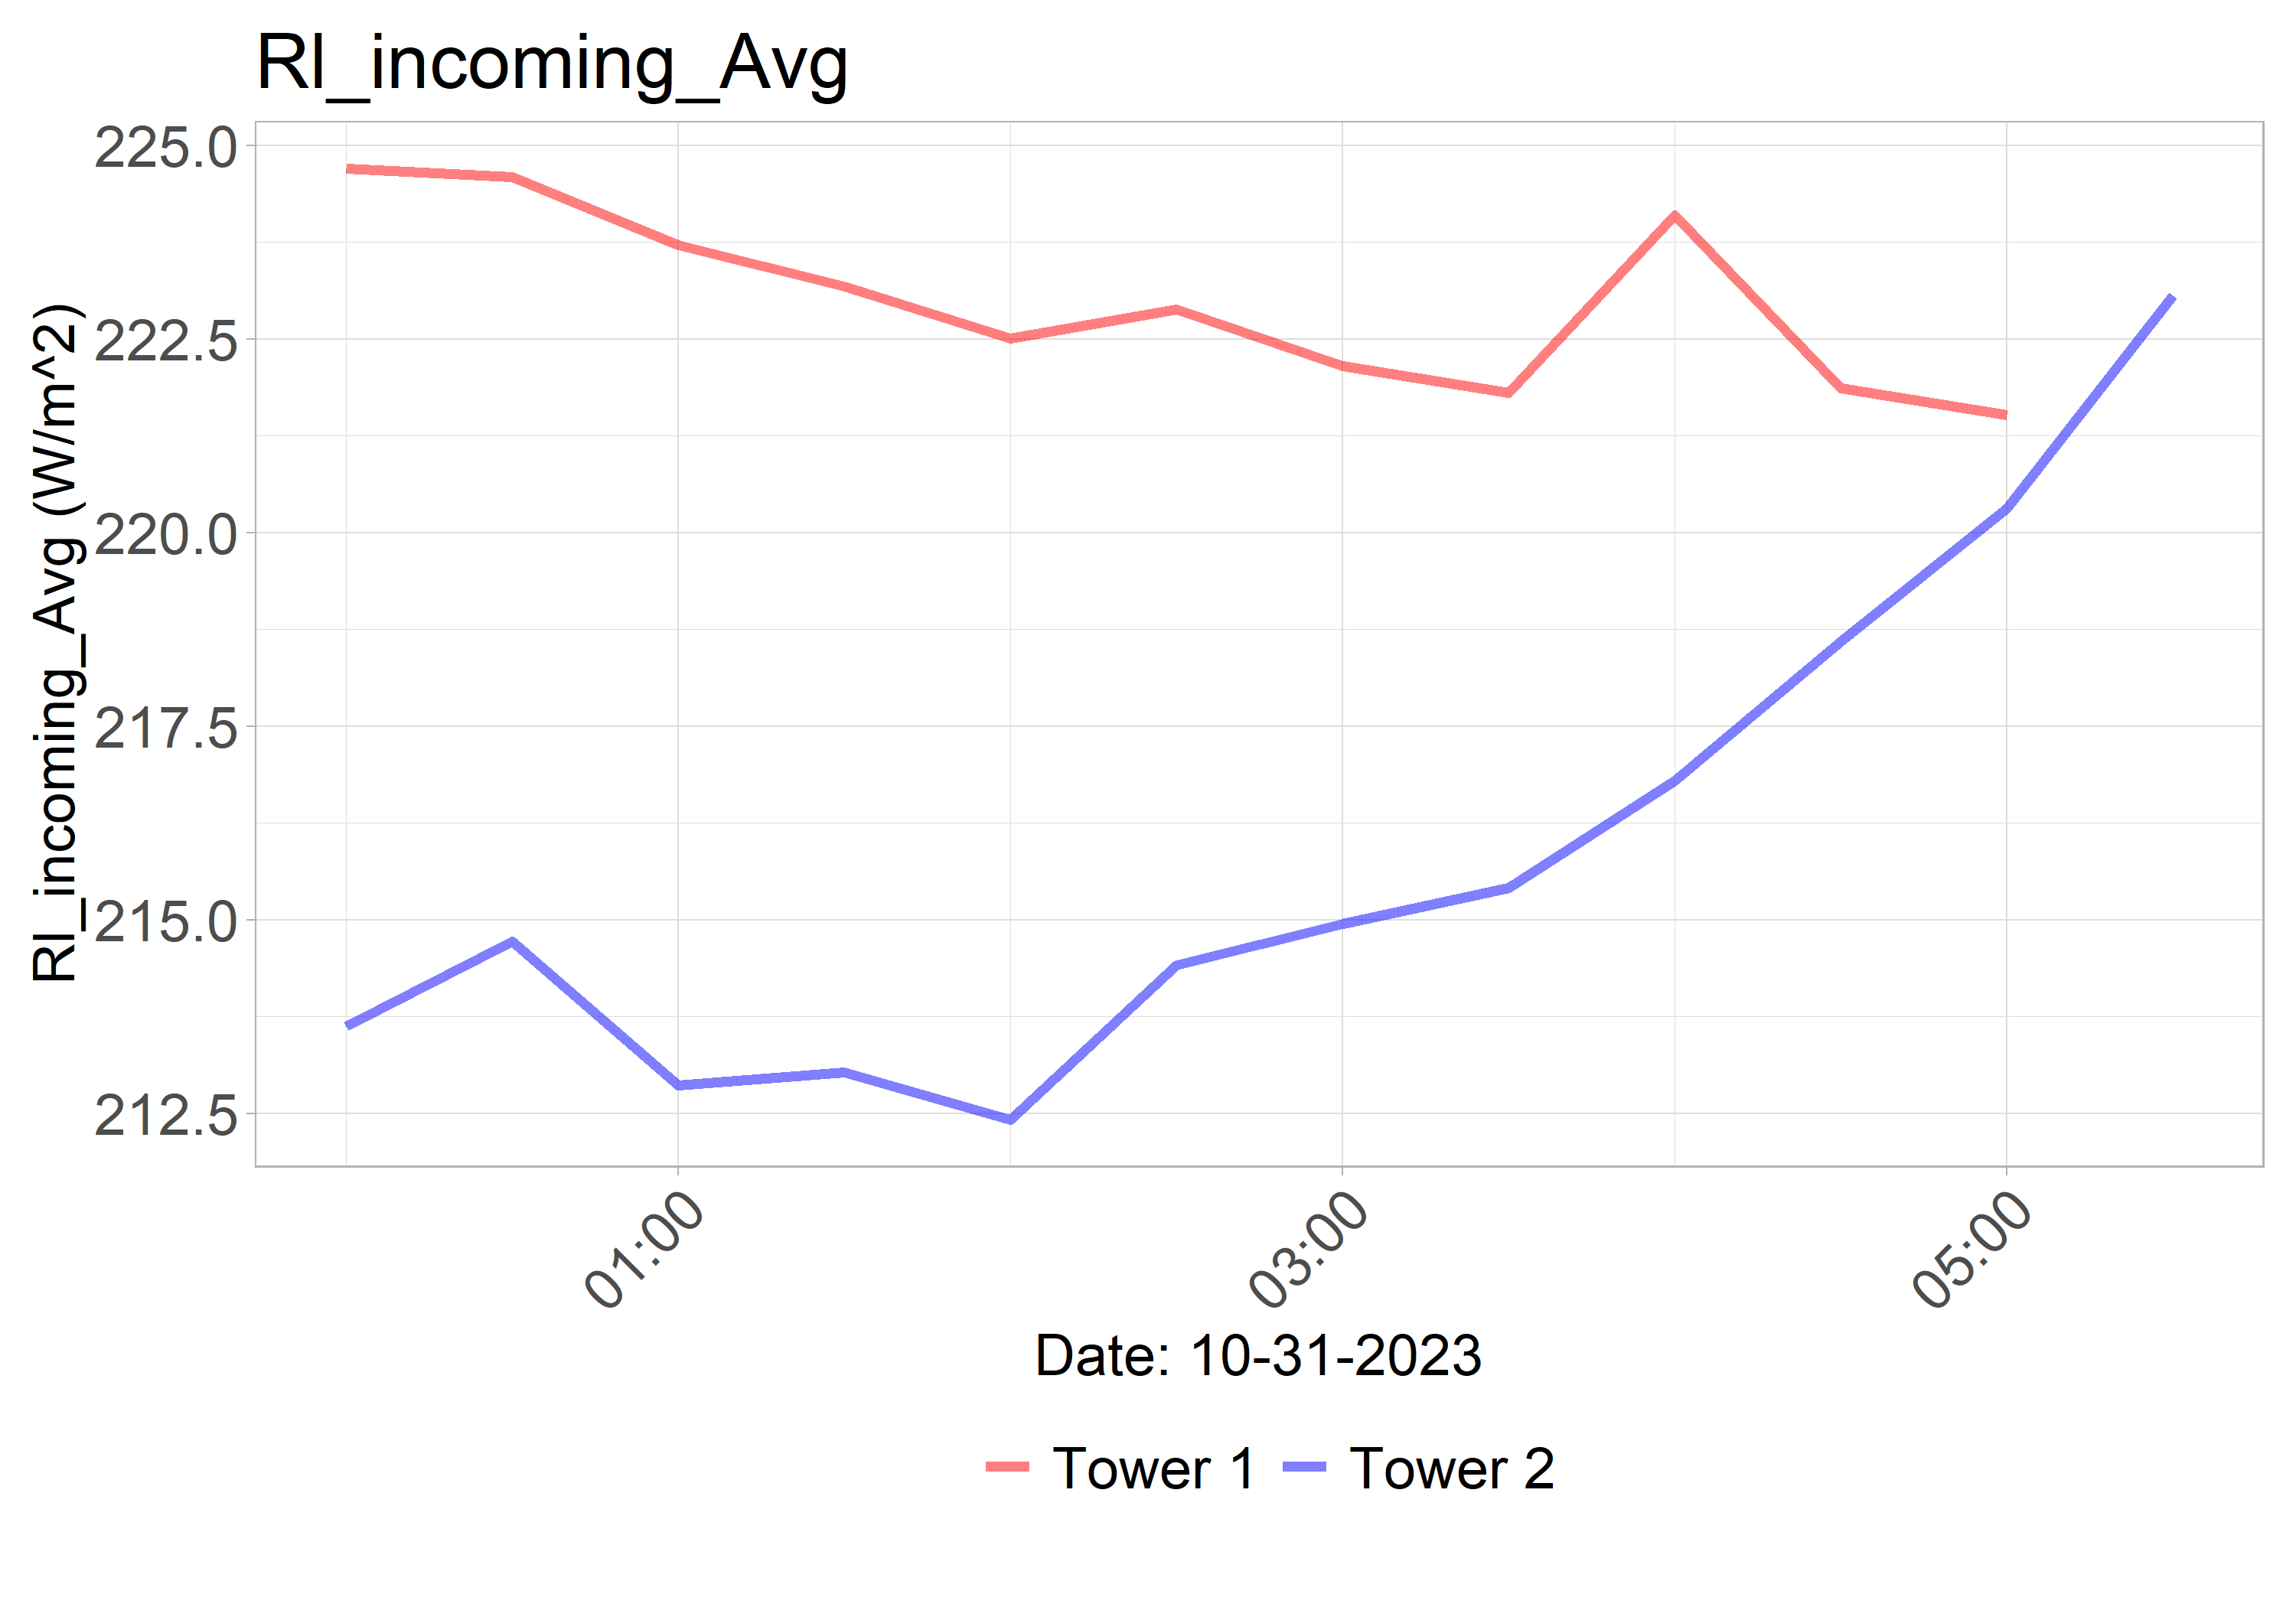 Rl_incoming_Avg
Rl_incoming_Avg (W/m^2)
225.0
222.5
220.0
217.5
215.0
212.5
01:00
03:00
05:00
Date: 10-31-2023
Tower 1
Tower 2